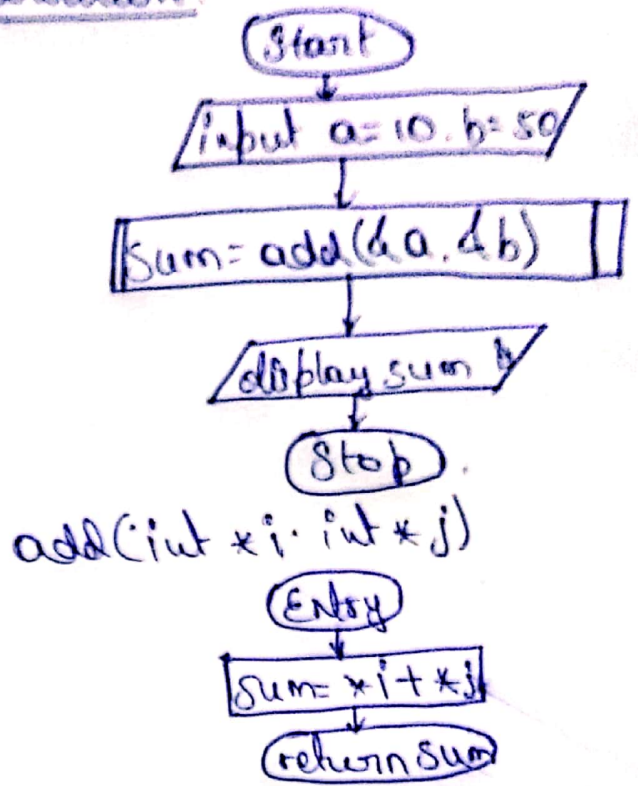 Start
input a=10, b=50
sum=add(&a,&b)
display sum
Stop
add(int *i, int *j)
Entry
sum=*i+*j
return sum